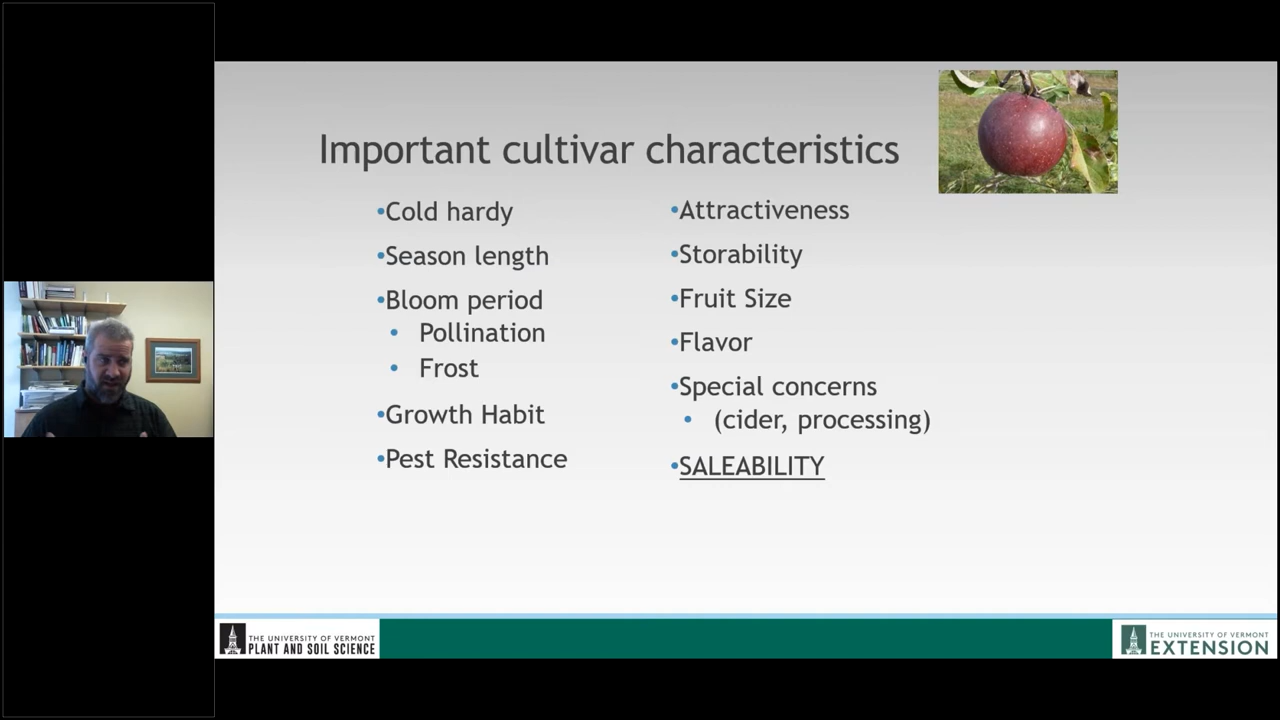 Important cultivar characteristics
•Cold hardy
•Season length
•Bloom period
• Pollination
• Frost
•Growth Habit
•Pest Resistance
•Attractiveness
•Storability
•Fruit Size
•Flavor
•Special concerns
• (cider, processing)
•SALEABILITY
THE UNIVERSITY OF VERMONT
PLANT AND SOIL SCIENCE
THE UNIVERSITY OF VERMONT
EXTENSION